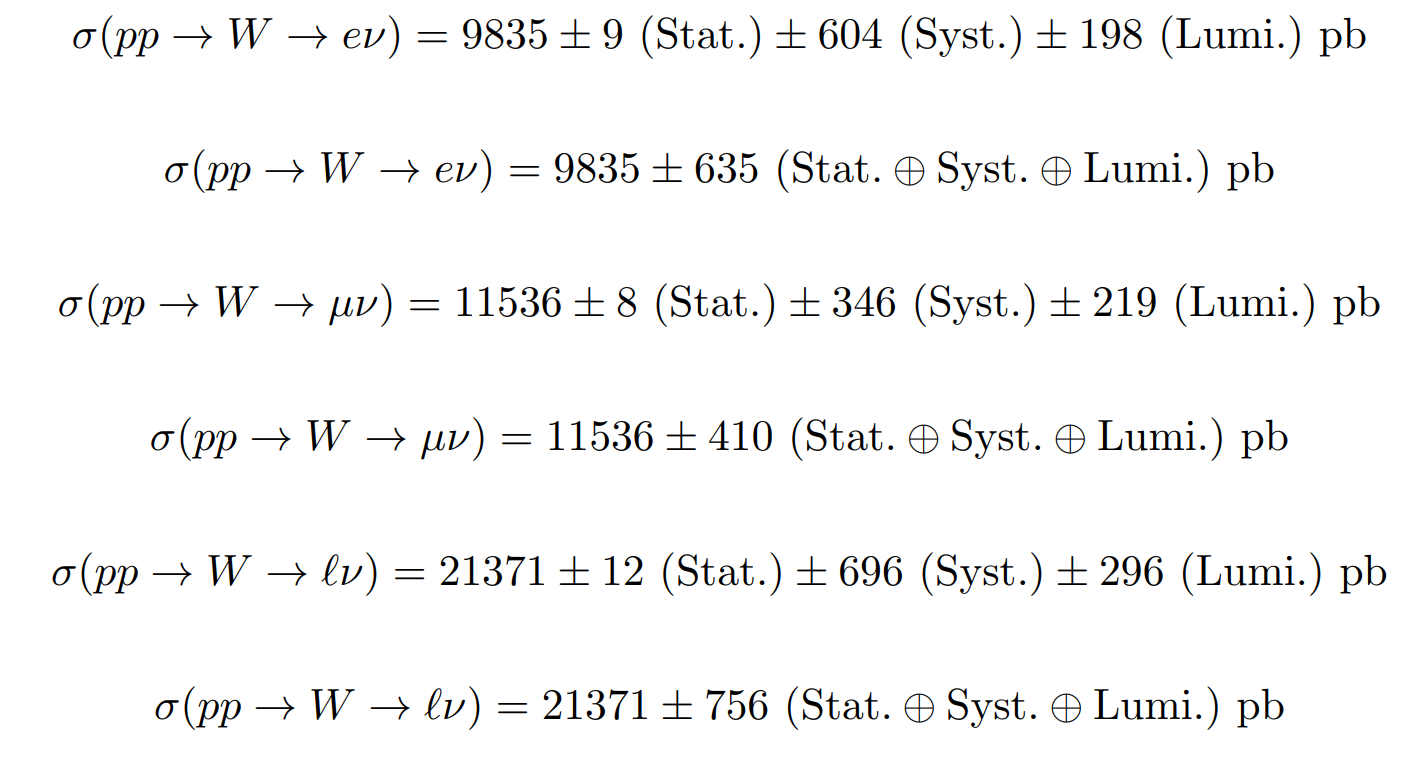 σ(pp → W → eν) = 9835 ± 9 (Stat.) ± 604 (Syst.) ± 198 (Lumi.) pb
σ(pp → W → eν) = 9835 ± 635 (Stat. ⊕ Syst. ⊕ Lumi.) pb
σ(pp → W → μν) = 11536 ± 8 (Stat.) ± 346 (Syst.) ± 219 (Lumi.) pb
σ(pp → W → μν) = 11536 ± 410 (Stat. ⊕ Syst. ⊕ Lumi.) pb
σ(pp → W → ℓν) = 21371 ± 12 (Stat.) ± 696 (Syst.) ± 296 (Lumi.) pb
σ(pp → W → ℓν) = 21371 ± 756 (Stat. ⊕ Syst. ⊕ Lumi.) pb